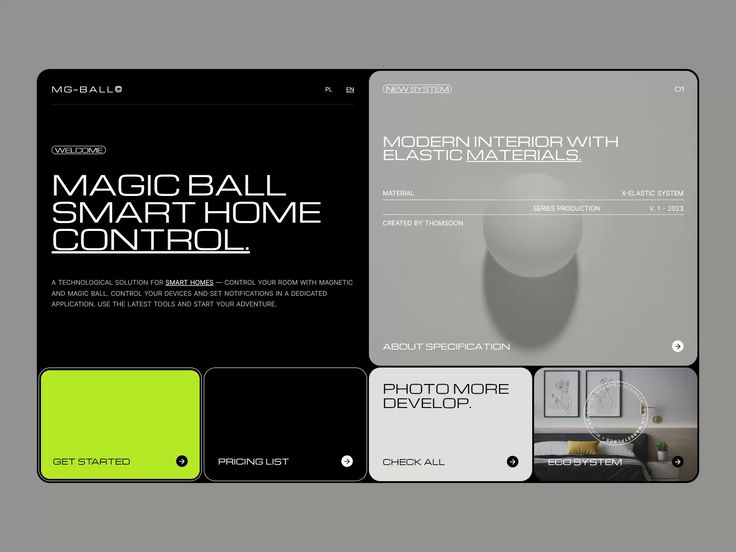 MG-BALL
PL EN
WELCOME
MAGIC BALL
SMART HOME
CONTROL.
A TECHNOLOGICAL SOLUTION FOR SMART HOMES — CONTROL YOUR ROOM WITH MAGNETIC
AND MAGIC BALL. CONTROL YOUR DEVICES AND SET NOTIFICATIONS IN A DEDICATED
APPLICATION. USE THE LATEST TOOLS AND START YOUR ADVENTURE.
GET STARTED
PRICING LIST
NEW SYSTEM
01
MODERN INTERIOR WITH
ELASTIC MATERIALS.
MATERIAL X-ELASTIC SYSTEM
SERIES PRODUCTION V. 1 - 2023
CREATED BY THOMSOON
ABOUT SPECIFICATION
PHOTO MORE
DEVELOP.
CHECK ALL
ECO SYSTEM